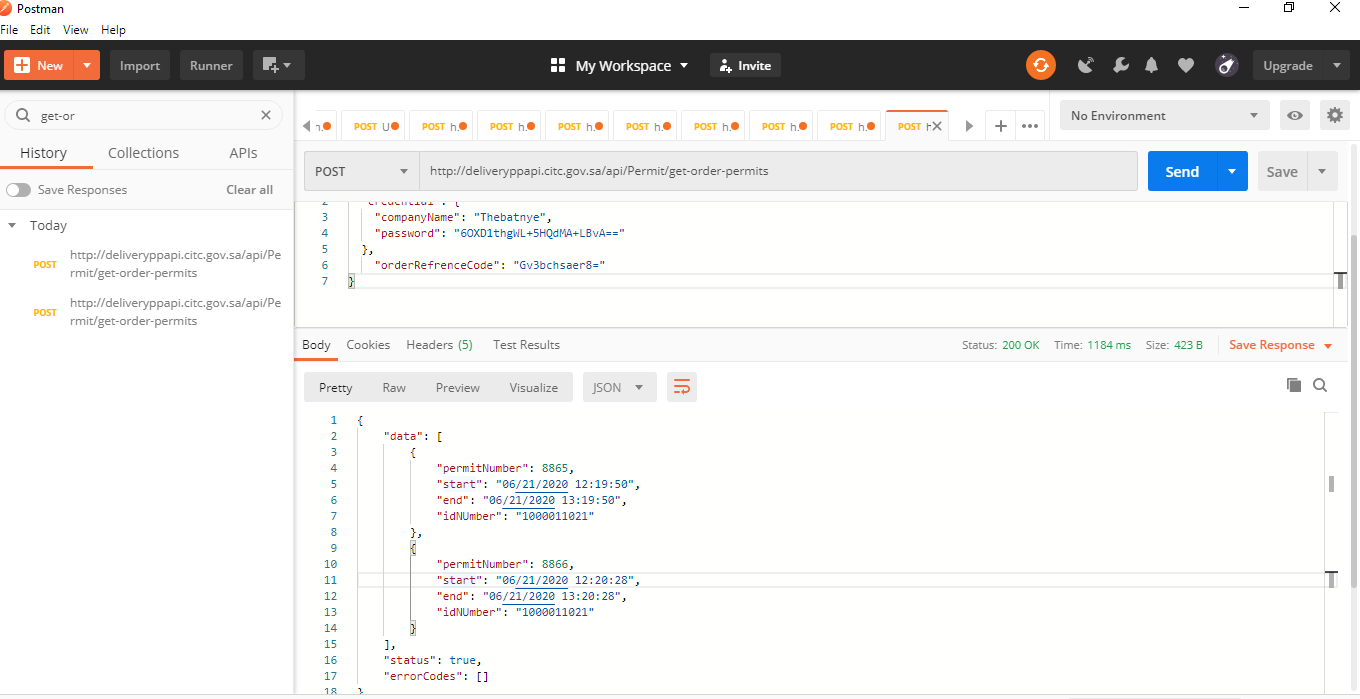 Postman
File Edit View Help
New Import Runner My Workspace Invite Upgrade
get-or
History Collections APIs
Save Responses Clear all
Today
POST http://deliveryppapi.citc.gov.sa/api/Pe
rmit/get-order-permits
POST http://deliveryppapi.citc.gov.sa/api/Pe
rmit/get-order-permits
POST U POST h. POST h. POST h. POST h. POST h. POST h. POST h. POST
No Environment
POST http://deliveryppapi.citc.gov.sa/api/Permit/get-order-permits Send Save
3 "companyName": "Thebatnye",
4 "password": "6OXD1thgWL+5HQdMA+LBvA=="
5 },
6 "orderRefrenceCode": "Gv3bchsaer8="
7 }
Body Cookies Headers (5) Test Results Status: 200 OK Time: 1184 ms Size: 423 B Save Response
Pretty Raw Preview Visualize JSON
1 {
2 "data": [
3 {
4 "permitNumber": 8865,
5 "start": "06/21/2020 12:19:50",
6 "end": "06/21/2020 13:19:50",
7 "idNUmber": "1000011021"
8 },
9 {
10 "permitNumber": 8866,
11 "start": "06/21/2020 12:20:28",
12 "end": "06/21/2020 13:20:28",
13 "idNUmber": "1000011021"
14 }
15 ],
16 "status": true,
17 "errorCodes": []
18 }